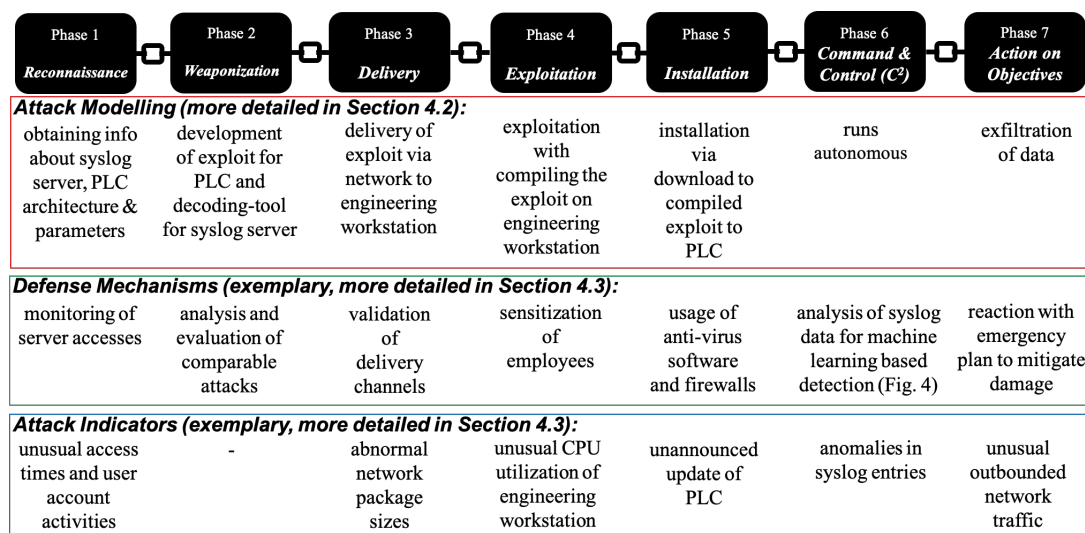 Phase 1
Reconnaissance
Phase 2
Weaponization
Phase 3
Delivery
Phase 4
Exploitation
Phase 5
Installation
Phase 6
Command &
Control (C²)
Phase 7
Action on
Objectives
Attack Modelling (more detailed in Section 4.2):
obtaining info
about syslog
server, PLC
architecture &
parameters
development
of exploit for
PLC and
decoding-tool
for syslog server
delivery of
exploit via
network to
engineering
workstation
exploitation
with
compiling the
exploit on
engineering
workstation
installation
via
download to
compiled
exploit to
PLC
runs
autonomous
exfiltration
of data
Defense Mechanisms (exemplary, more detailed in Section 4.3):
monitoring of
server accesses
analysis and
evaluation of
comparable
attacks
validation
of
delivery
channels
sensitization
of
employees
usage of
anti-virus
software
and firewalls
analysis of syslog
data for machine
learning based
detection (Fig. 4)
reaction with
emergency
plan to mitigate
damage
Attack Indicators (exemplary, more detailed in Section 4.3):
unusual access
times and user
account
activities
-
abnormal
network
package
sizes
unusual CPU
utilization of
engineering
workstation
unannounced
update of
PLC
anomalies in
syslog entries
unusual
outbounded
network
traffic